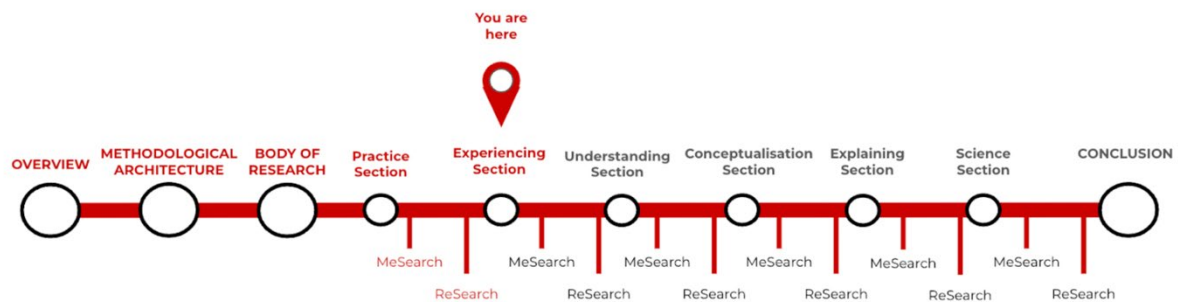 You are
here
OVERVIEW
METHODOLOGICAL
ARCHITECTURE
BODY OF
RESEARCH
Practice
Section
Experiencing
Section
Understanding
Section
Conceptualisation
Section
Explaining
Section
Science
Section
CONCLUSION
MeSearch
ReSearch
MeSearch
ReSearch
MeSearch
ReSearch
MeSearch
ReSearch
MeSearch
ReSearch
MeSearch
ReSearch